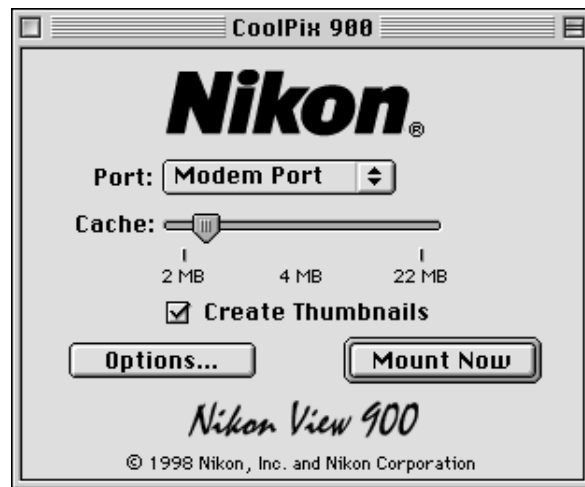 CoolPix 900
Nikon®
Port: Modem Port
Cache:
2 MB 4 MB 22 MB
Create Thumbnails
Options... Mount Now
Nikon View 900
© 1998 Nikon, Inc. and Nikon Corporation